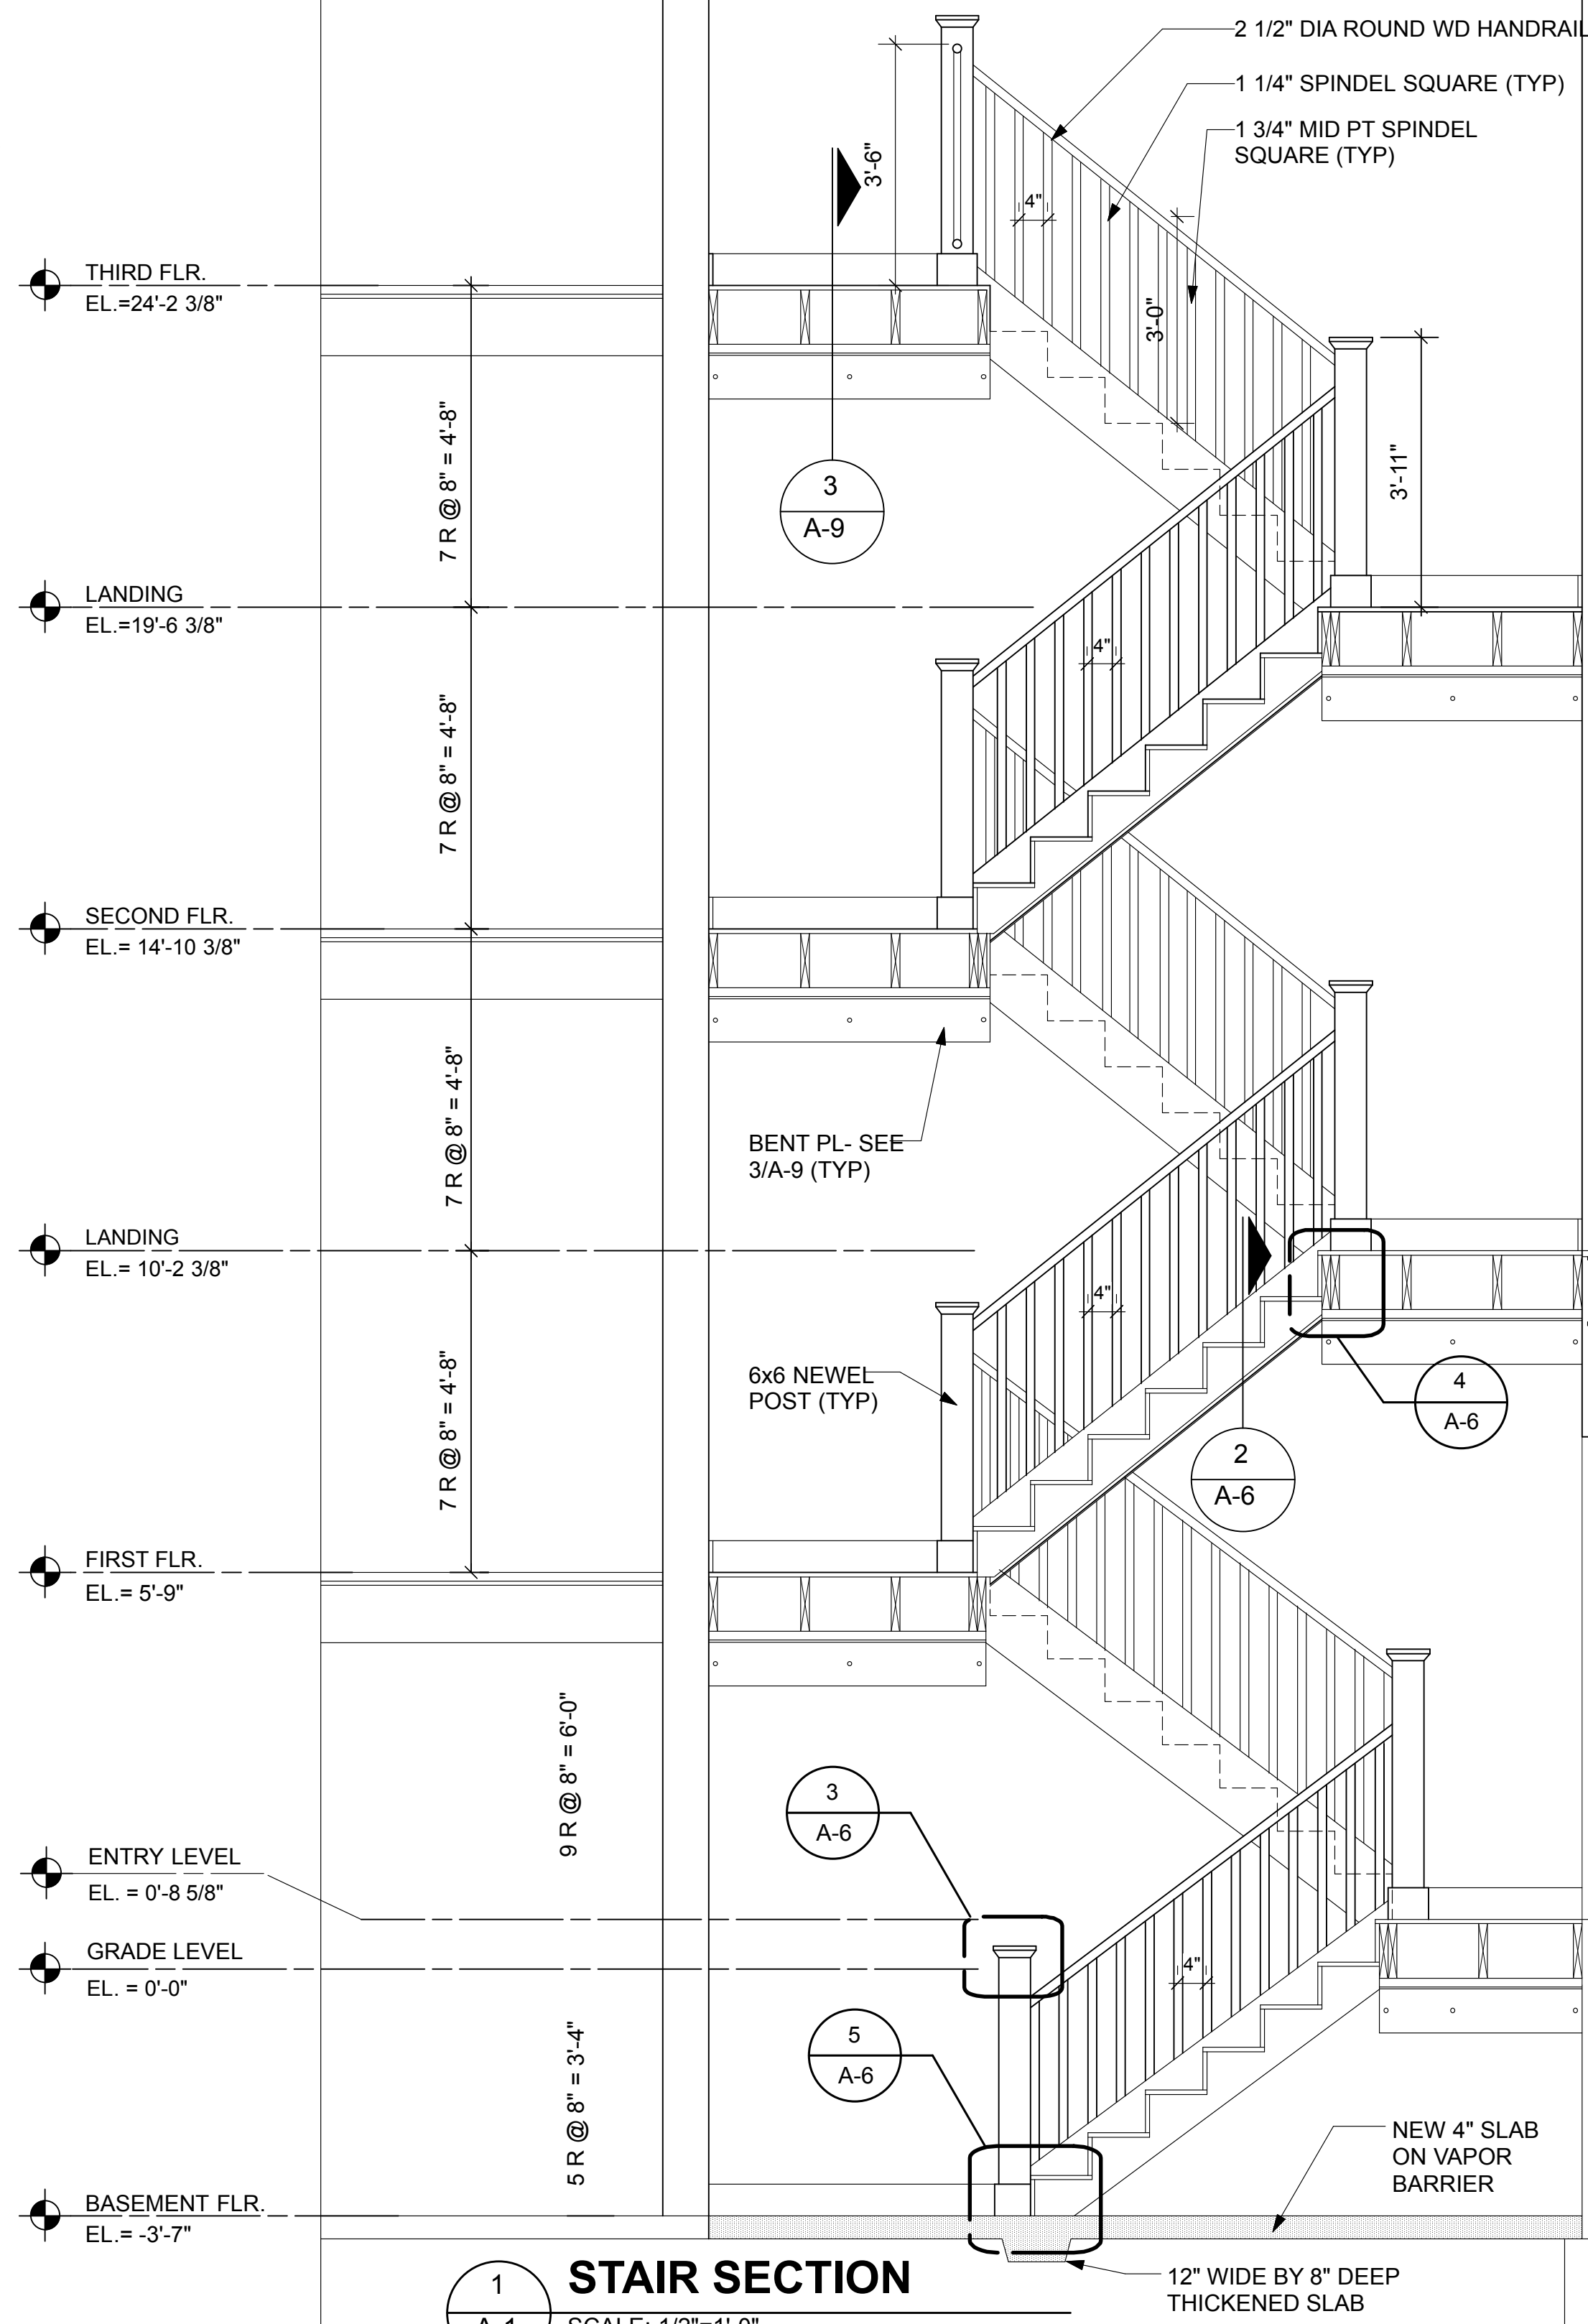 2 1/2" DIA ROUND WD HANDRAIL
1 1/4" SPINDEL SQUARE (TYP)
1 3/4" MID PT SPINDEL
SQUARE (TYP)
3'-6"
4"
THIRD FLR.
EL.=24'-2 3/8"
3'-0"
7 R @ 8" = 4'-8"
3
A-9
3'-11"
LANDING
EL.=19'-6 3/8"
4"
7 R @ 8" = 4'-8"
SECOND FLR.
EL.= 14'-10 3/8"
7 R @ 8" = 4'-8"
BENT PL- SEE
3/A-9 (TYP)
LANDING
EL.= 10'-2 3/8"
4"
7 R @ 8" = 4'-8"
6x6 NEWEL
POST (TYP)
4
A-6
2
A-6
FIRST FLR.
EL.= 5'-9"
9 R @ 8" = 6'-0"
3
A-6
ENTRY LEVEL
EL. = 0'-8 5/8"
GRADE LEVEL
EL. = 0'-0"
4"
5
A-6
5 R @ 8" = 3'-4"
NEW 4" SLAB
ON VAPOR
BARRIER
BASEMENT FLR.
EL.= -3'-7"
1
A-1
STAIR SECTION
SCALE: 1/2"=1'-0"
12" WIDE BY 8" DEEP
THICKENED SLAB